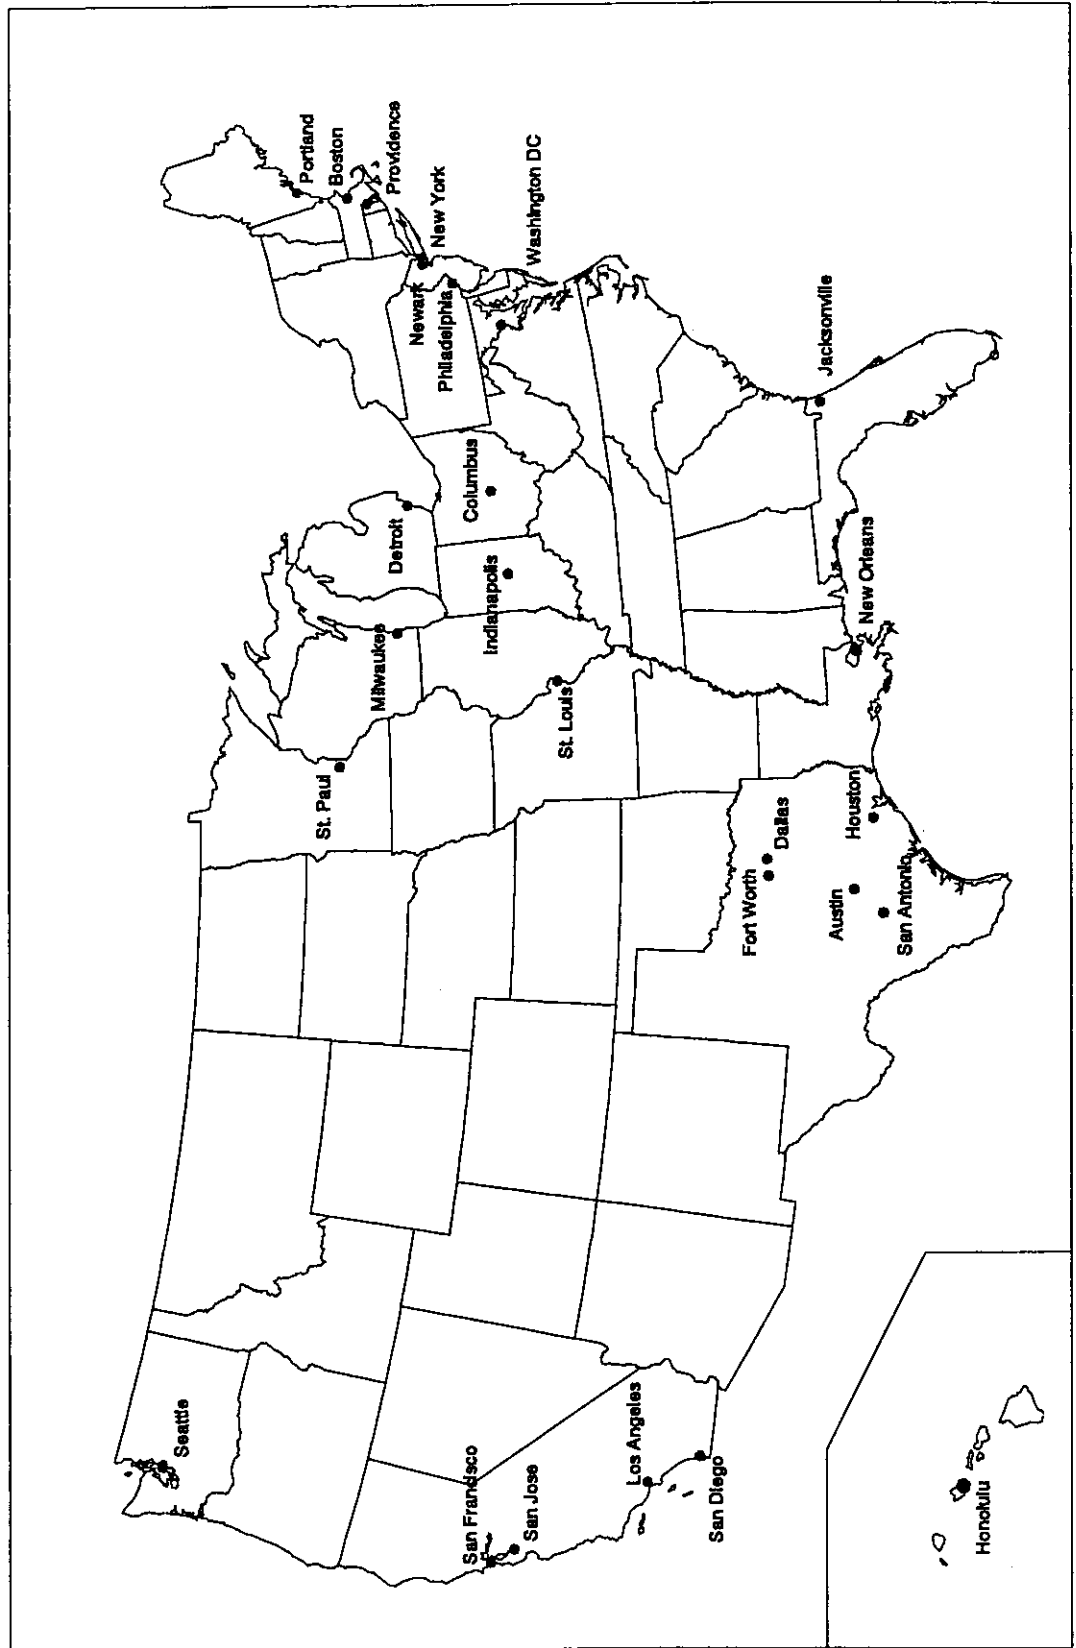 Seattle
San Francisco
San Jose
Los Angeles
San Diego
Honolulu
St. Paul
Milwaukee
Detroit
Indianapolis
Columbus
St. Louis
Fort Worth
Dallas
Austin
San Antonio
Houston
New Orleans
Jacksonville
Portland
Boston
Providence
New York
Newark
Philadelphia
Washington DC